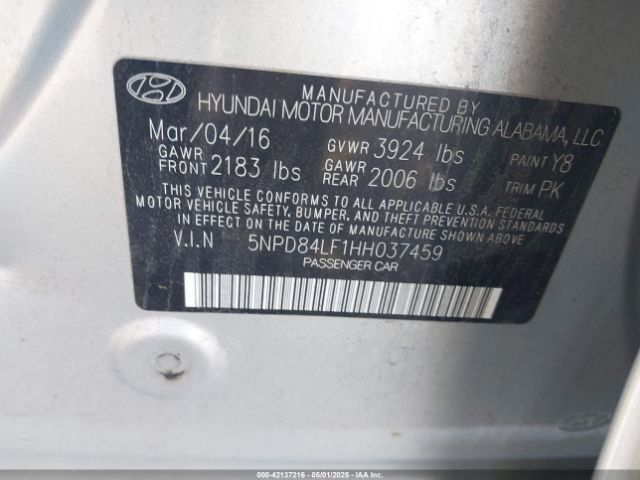 MANUFACTURED BY
HYUNDAI MOTOR MANUFACTURING ALABAMA, LLC
Mar/04/16 GVWR 3924 lbs PAINT Y8
GAWR FRONT 2183 lbs GAWR REAR 2006 lbs TRIM PK
THIS VEHICLE CONFORMS TO ALL APPLICABLE U.S.A. FEDERAL
MOTOR VEHICLE SAFETY, BUMPER, AND THEFT PREVENTION STANDARDS
IN EFFECT ON THE DATE OF MANUFACTURE SHOWN ABOVE.
V.I.N 5NPD84LF1HH037459
PASSENGER CAR
000-42137216 - 05/01/2025 - IAAI Copyright